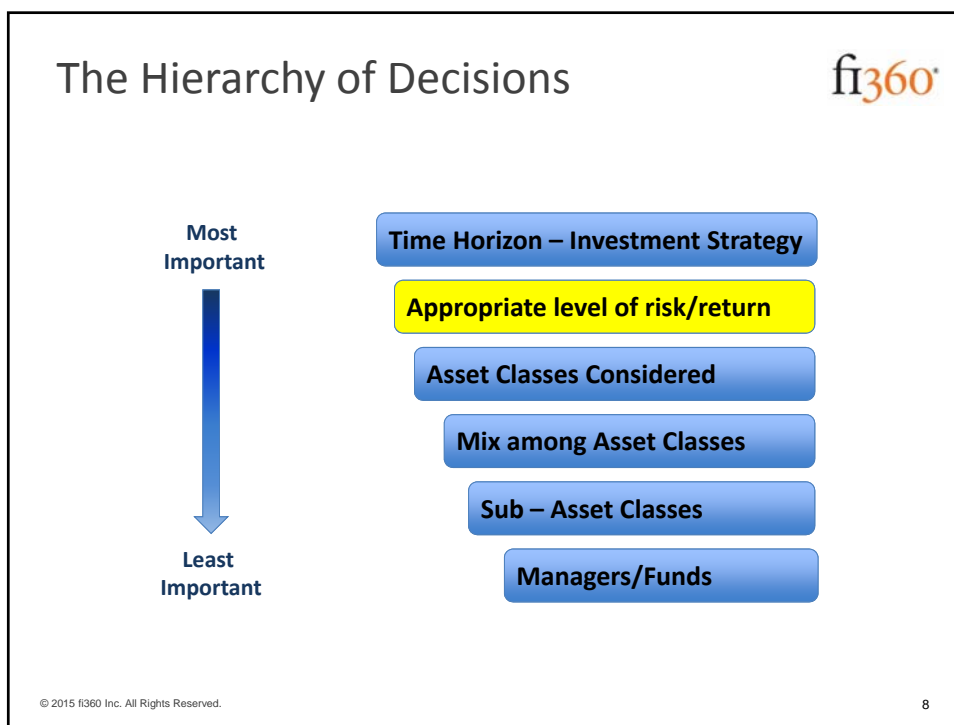 The Hierarchy of Decisions
fi360
Most
Important
Time Horizon – Investment Strategy
Appropriate level of risk/return
Asset Classes Considered
Mix among Asset Classes
Sub – Asset Classes
Managers/Funds
Least
Important
© 2015 fi360 Inc. All Rights Reserved.
8